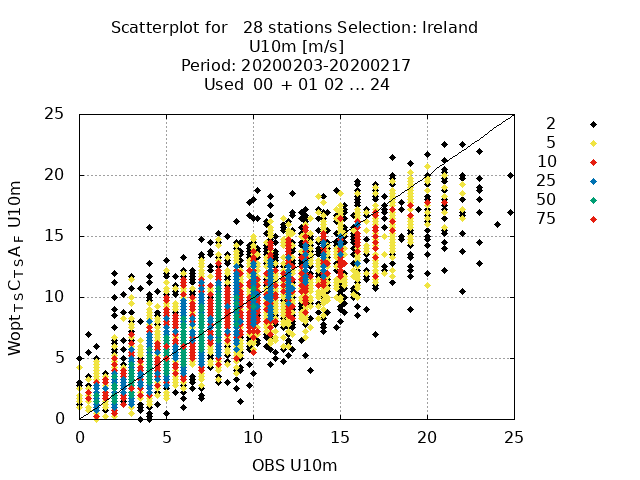 Scatterplot for 28 stations Selection: Ireland
U10m [m/s]
Period: 20200203-20200217
Used 00 + 01 02 ... 24
25
20
15
10
5
0
0 5 10 15 20 25
Wopt_TSCTSAF U10m
OBS U10m
2
5
10
25
50
75